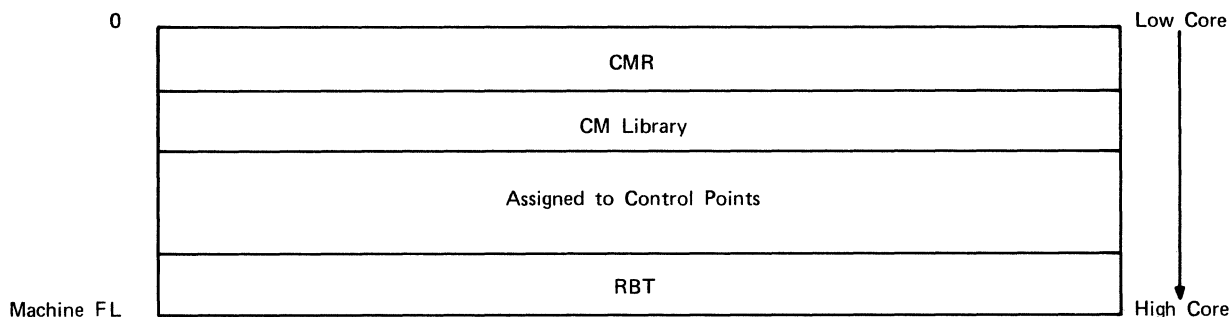 0
Low Core
CMR
CM Library
Assigned to Control Points
RBT
Machine FL
High Core